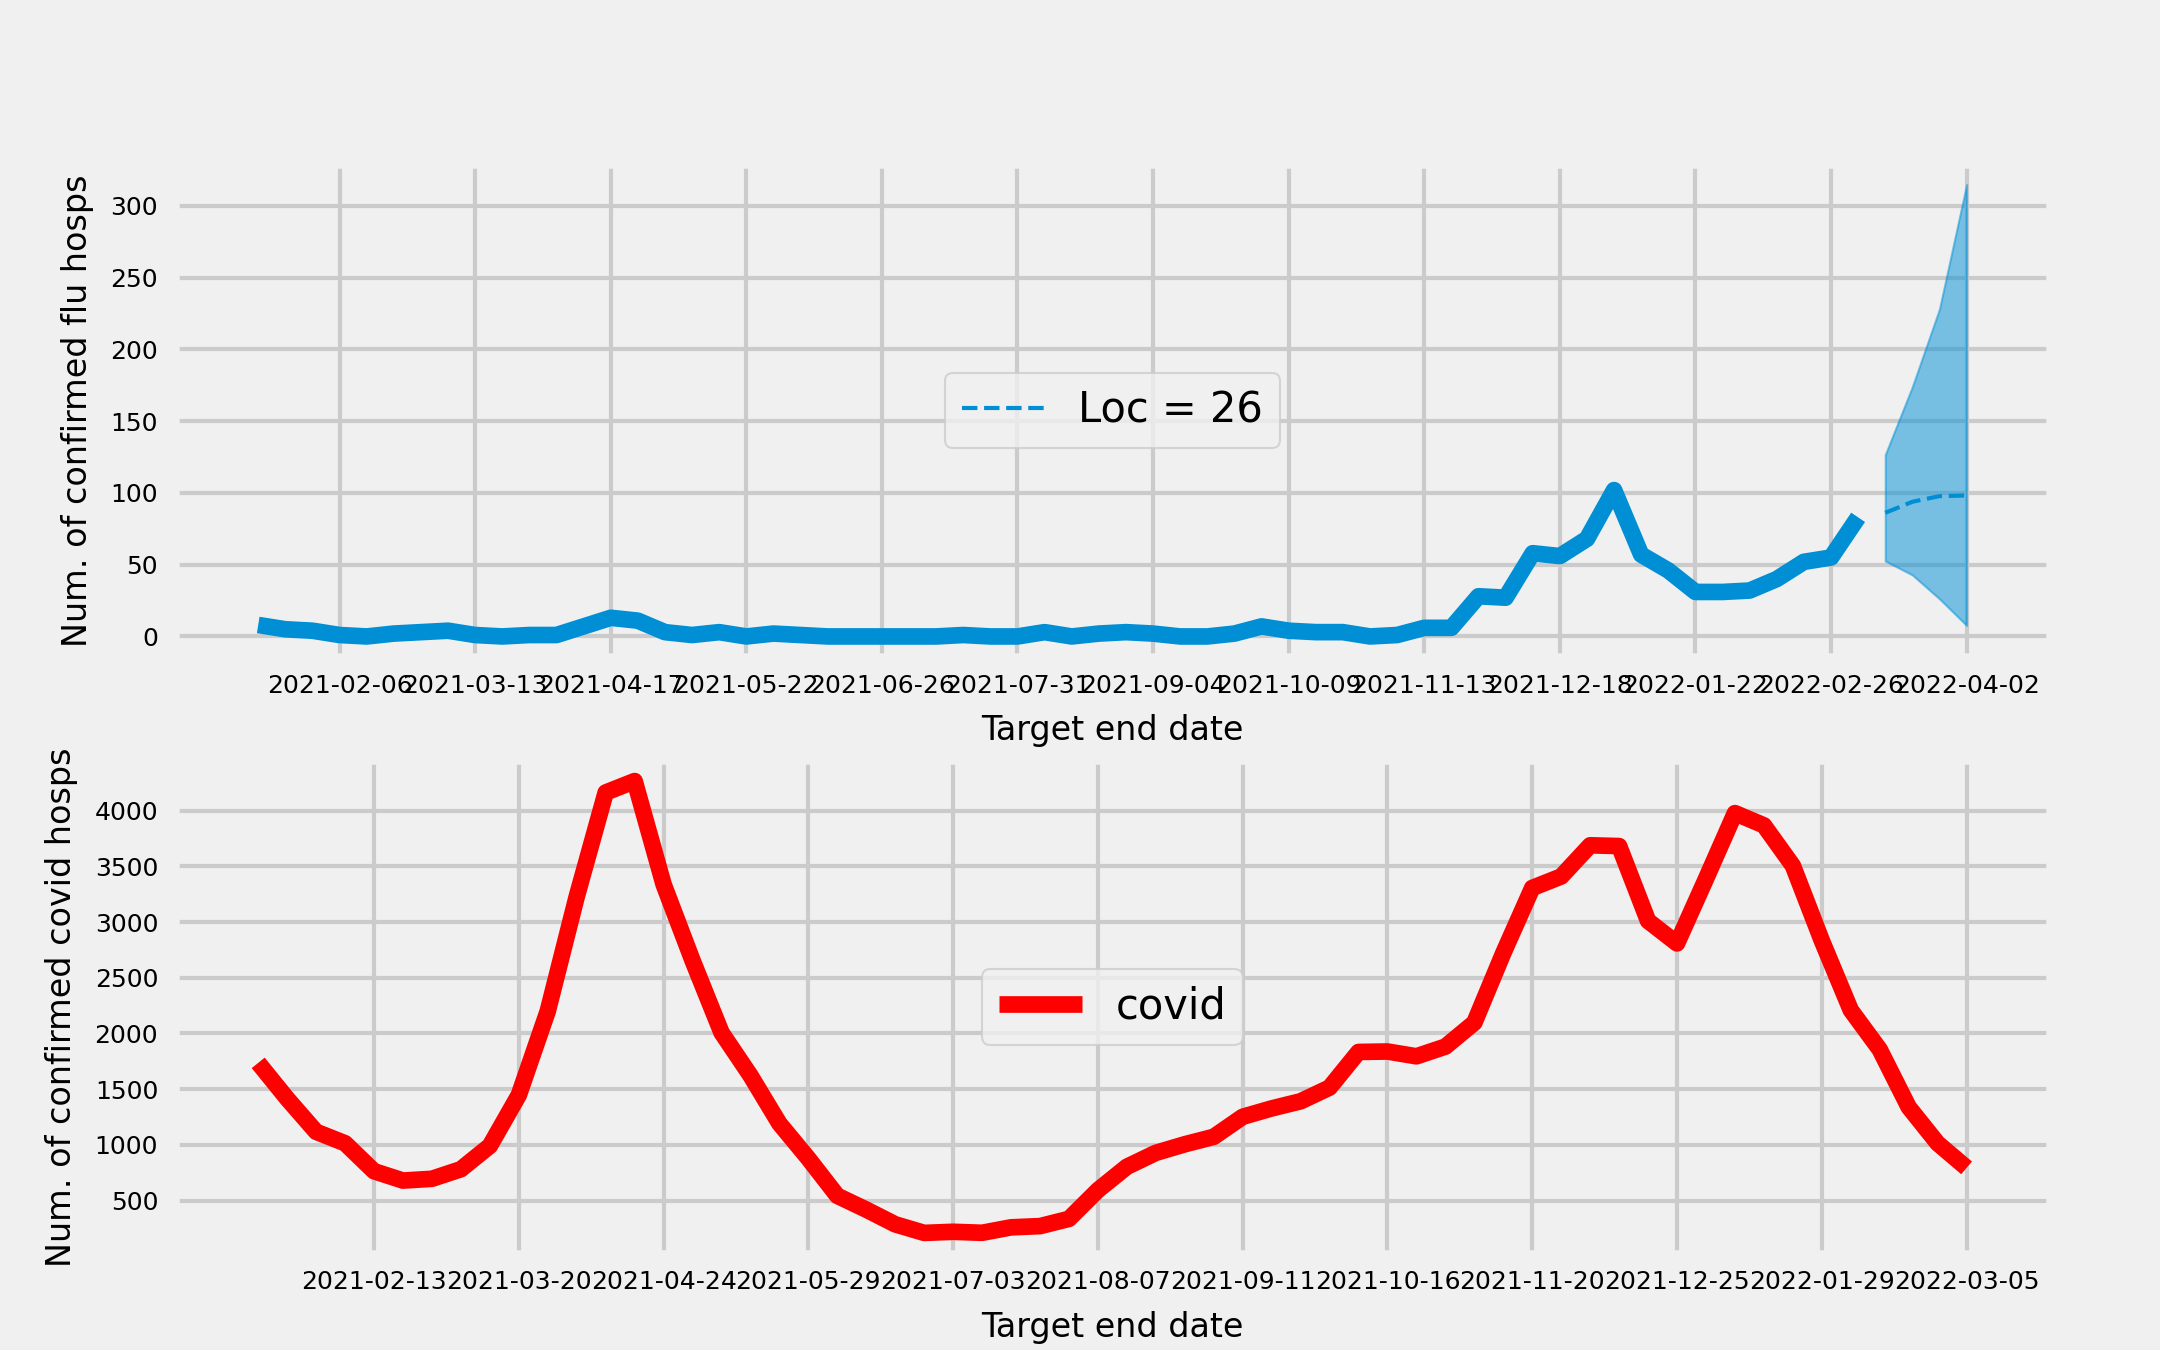 Num. of confirmed flu hosps
300
250
200
150
100
50
0
Loc = 26
2021-02-06 2021-03-13 2021-04-17 2021-05-22 2021-06-26 2021-07-31 2021-09-04 2021-10-09 2021-11-13 2021-12-18 2022-01-22 2022-02-26 2022-04-02
Target end date
Num. of confirmed covid hosps
4000
3500
3000
2500
2000
1500
1000
500
covid
2021-02-13 2021-03-20 2021-04-24 2021-05-29 2021-07-03 2021-08-07 2021-09-11 2021-10-16 2021-11-20 2021-12-25 2022-01-29 2022-03-05
Target end date